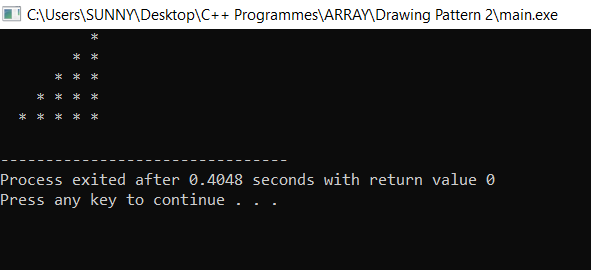 C:\Users\SUNNY\Desktop\C++ Programmes\ARRAY\Drawing Pattern 2\main.exe
          *
        * *
      * * *
    * * * *
  * * * * *
--------------------------------
Process exited after 0.4048 seconds with return value 0
Press any key to continue . . .